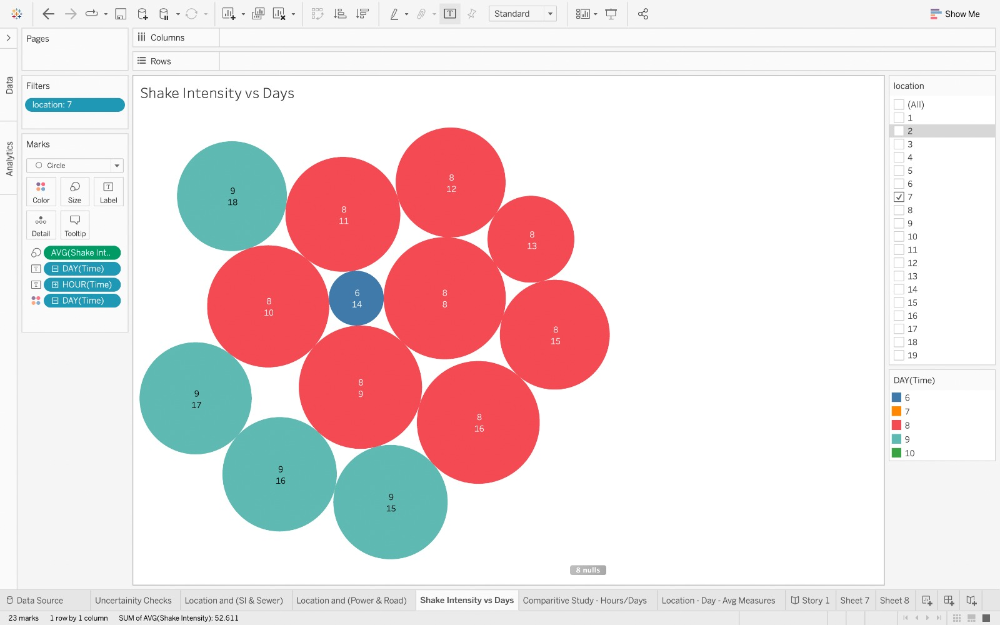 Standard
Show Me
Pages
Columns
Rows
Data
Analytics
Filters
location: 7
Marks
Circle
Color
Size
Label
Detail
Tooltip
AVG(Shake Int..
DAY(Time)
HOUR(Time)
DAY(Time)
Shake Intensity vs Days
8
12
9
18
8
11
8
13
6
14
8
8
8
10
8
15
8
9
9
17
8
16
9
16
9
15
8 nulls
location
(All)
1
2
3
4
5
6
7
8
9
10
11
12
13
14
15
16
17
18
19
DAY(Time)
6
7
8
9
10
Data Source
Uncertainity Checks
Location and (SI & Sewer)
Location and (Power & Road)
Shake Intensity vs Days
Comparitive Study - Hours/Days
Location - Day - Avg Measures
Story 1
Sheet 7
Sheet 8
23 marks
1 row by 1 column
SUM of AVG(Shake Intensity): 52.611